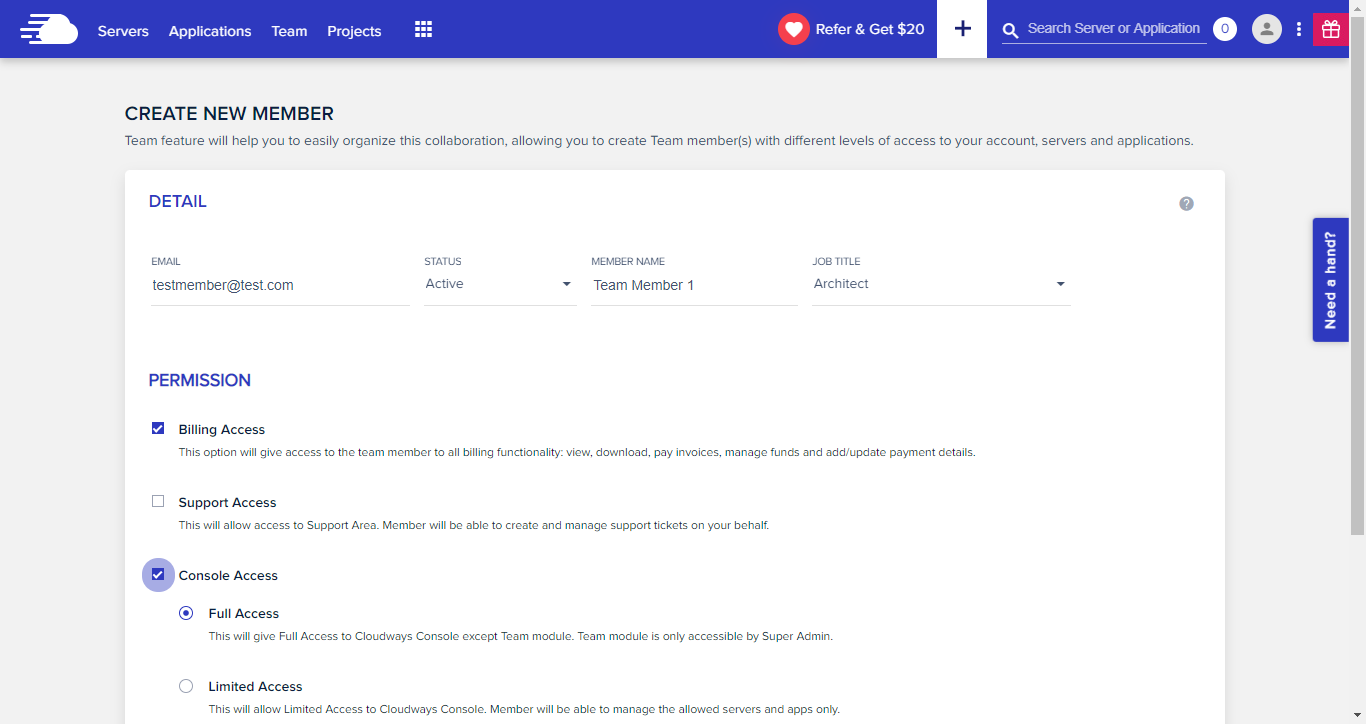 Servers Applications Team Projects Refer & Get $20 + Search Server or Application 0
CREATE NEW MEMBER
Team feature will help you to easily organize this collaboration, allowing you to create Team member(s) with different levels of access to your account, servers and applications.
DETAIL ?
Need a hand?
EMAIL STATUS MEMBER NAME JOB TITLE
testmember@test.com Active Team Member 1 Architect
PERMISSION
Billing Access
This option will give access to the team member to all billing functionality: view, download, pay invoices, manage funds and add/update payment details.
Support Access
This will allow access to Support Area. Member will be able to create and manage support tickets on your behalf.
Console Access
Full Access
This will give Full Access to Cloudways Console except Team module. Team module is only accessible by Super Admin.
Limited Access
This will allow Limited Access to Cloudways Console. Member will be able to manage the allowed servers and apps only.